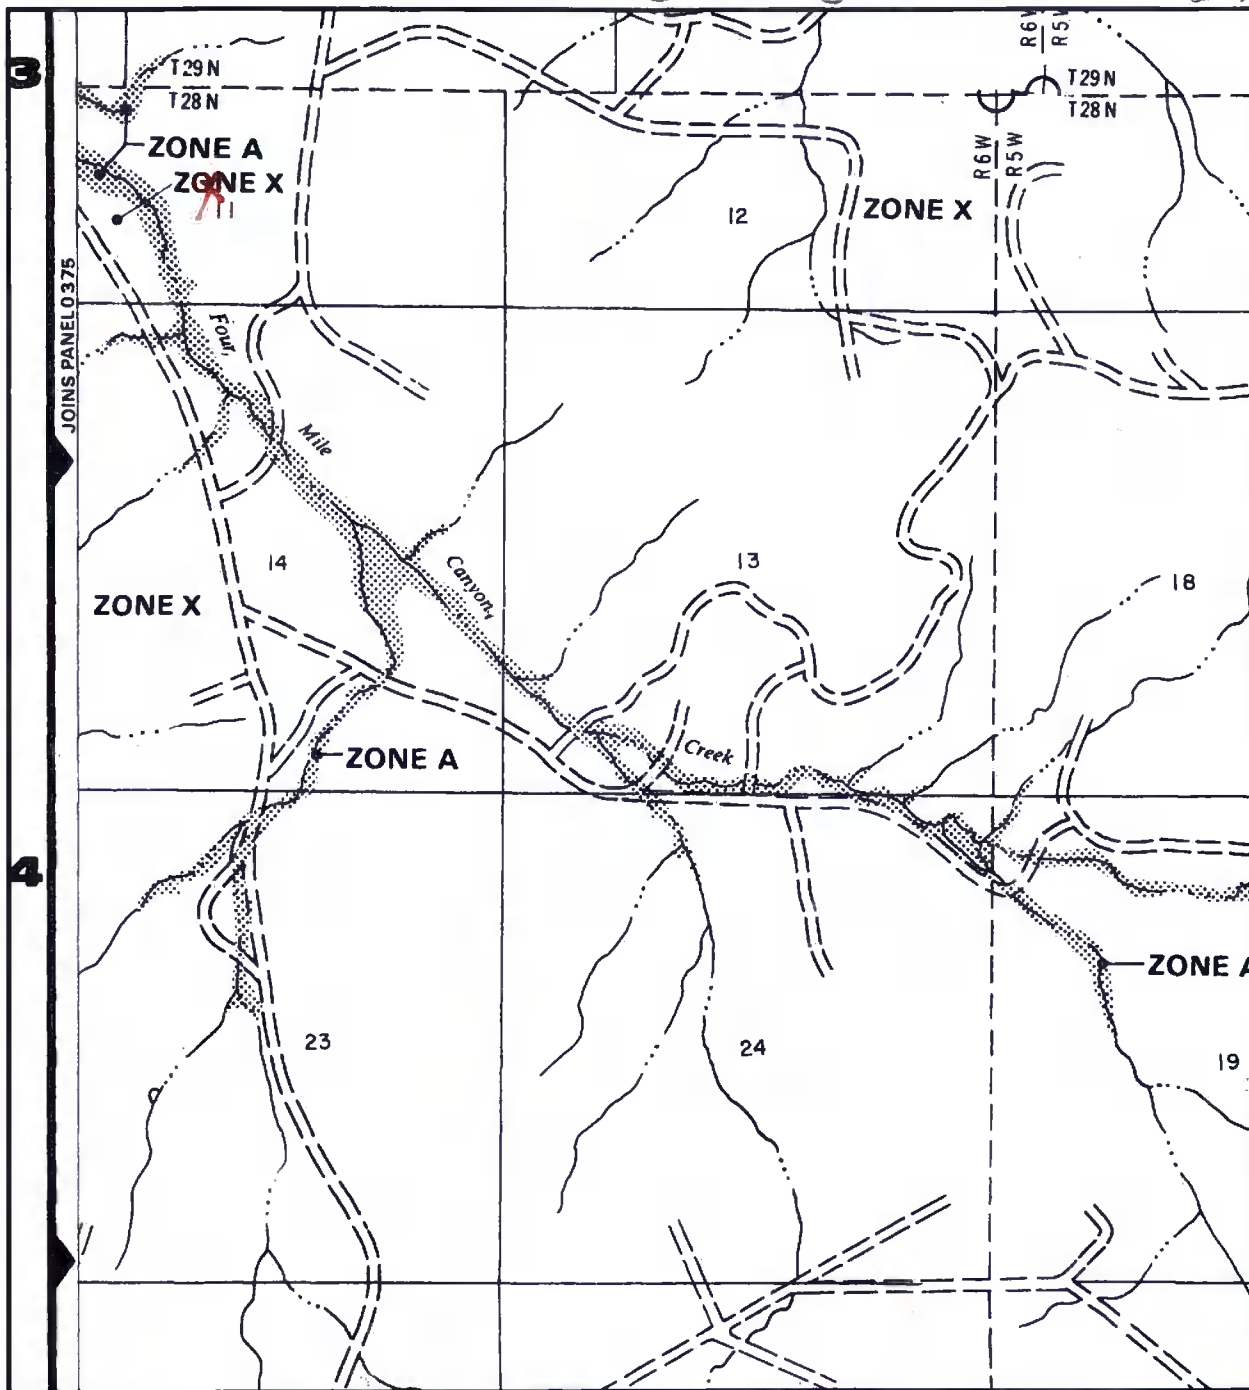 3
R6W
R5W
T29N
T28N
T29N
T28N
ZONE A
ZONE X
11
R6W
R5W
12
ZONE X
JOINS PANEL 0375
Four
Mile
Canyon
Creek
14
13
18
ZONE X
ZONE A
4
ZONE A
23
24
19